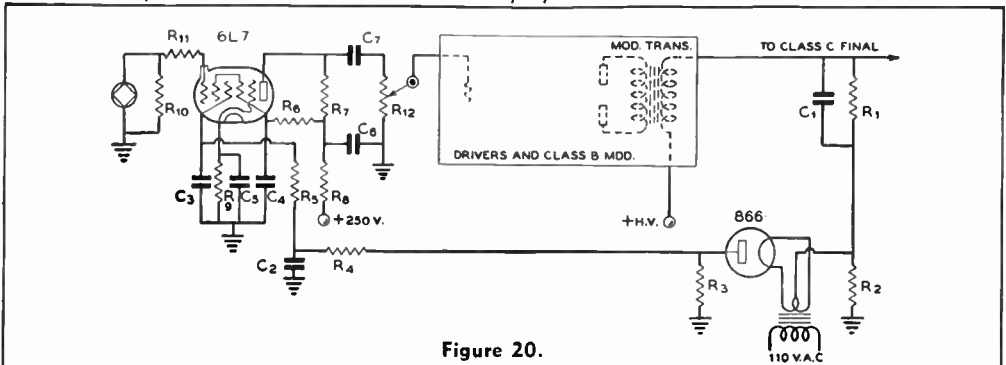 R11
6L7
C7
MOD. TRANS.
TO CLASS C FINAL
R10
R6
R7
R12
C1
R1
C6
DRIVERS AND CLASS B MOD.
C3
R9
C5
C4
R5
R8
+250 V.
+H.V.
866
C2
R4
R3
R2
110 V.A.C
Figure 20.